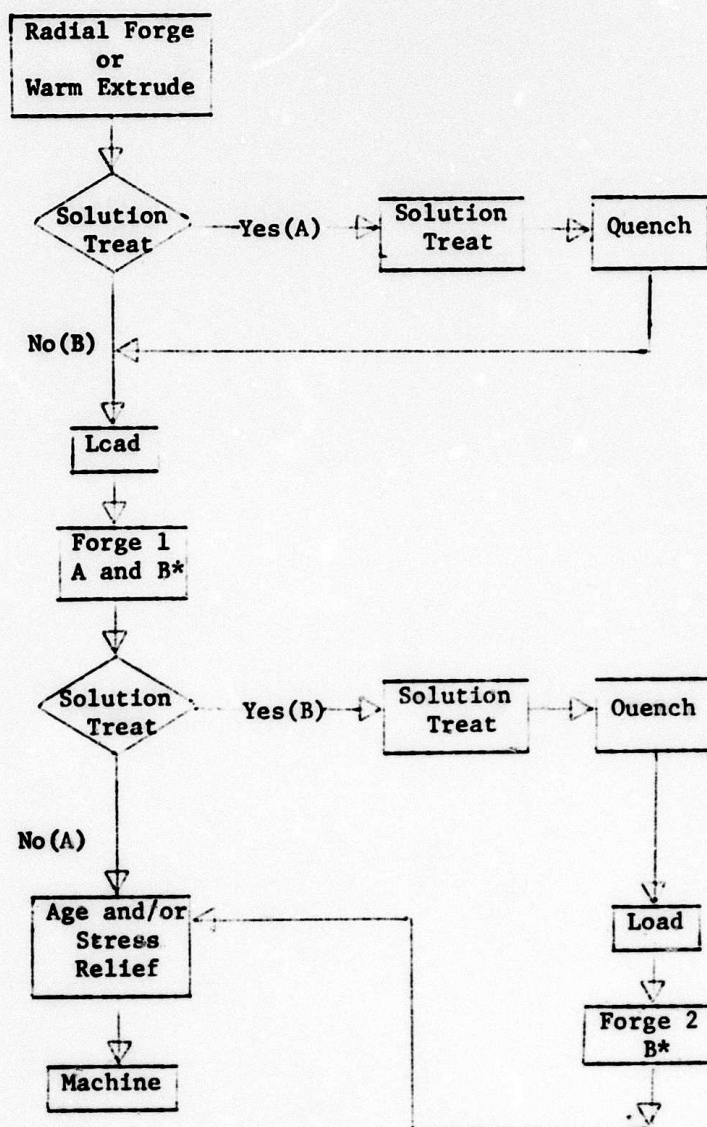 Radial Forge
or
Warm Extrude
Solution
Treat
Yes(A)
Solution
Treat
Quench
No(B)
Lcad
Forge 1
A and B*
Solution
Treat
Yes(B)
Solution
Treat
Ouench
No(A)
Age and/or
Stress
Relief
Load
Forge 2
B*
Machine